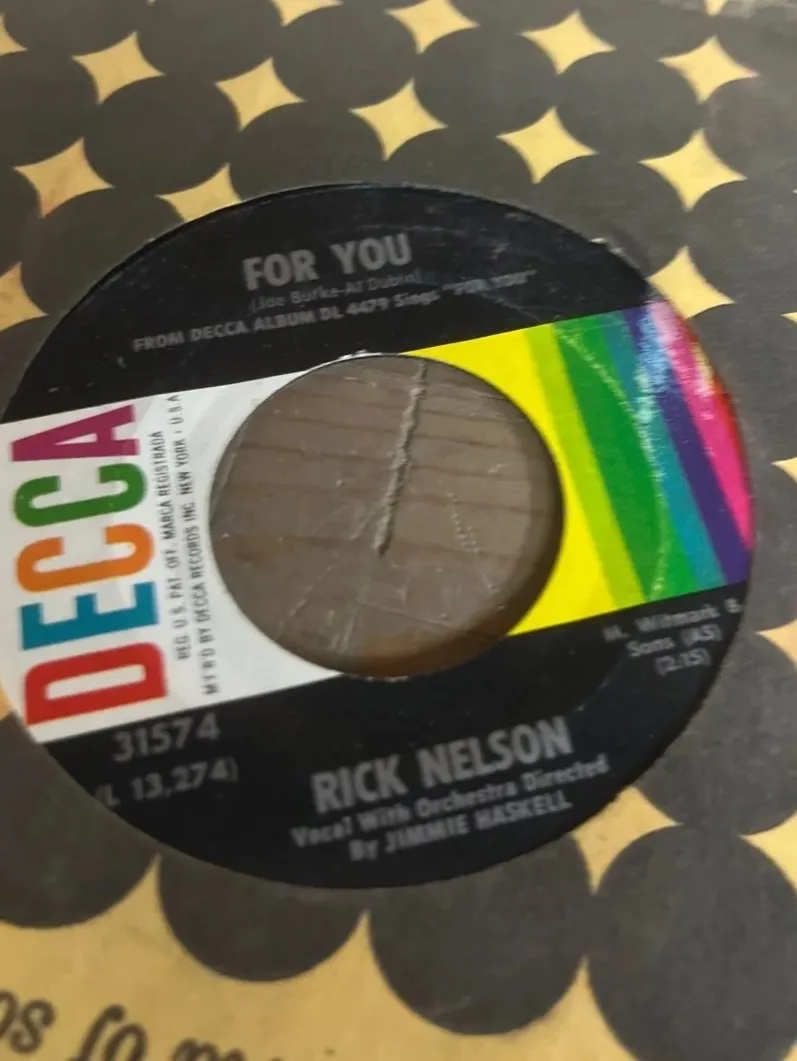 FOR YOU
(Joe Burke-Al Dubin)
FROM DECCA ALBUM DL 4479 Sings "FOR YOU"
DECCA
REG. U.S. PAT. OFF. MARCA REGISTRADA
MF'R'D BY DECCA RECORDS INC. NEW YORK • U.S.A.
M. Witmark &
Sons (AS)
(2:15)
31574
(L 13,274)
RICK NELSON
Vocal With Orchestra Directed
By JIMMIE HASKELL